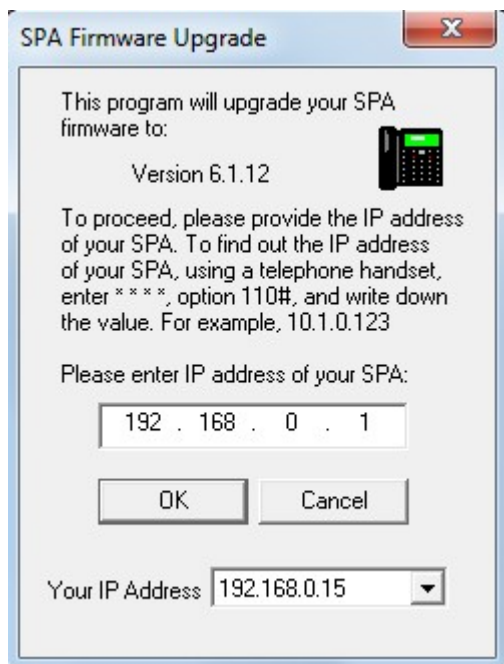 SPA Firmware Upgrade
This program will upgrade your SPA
firmware to:
Version 6.1.12
To proceed, please provide the IP address
of your SPA. To find out the IP address
of your SPA, using a telephone handset,
enter * * * *, option 110#, and write down
the value. For example, 10.1.0.123
Please enter IP address of your SPA:
192 . 168 . 0 . 1
OK Cancel
Your IP Address 192.168.0.15